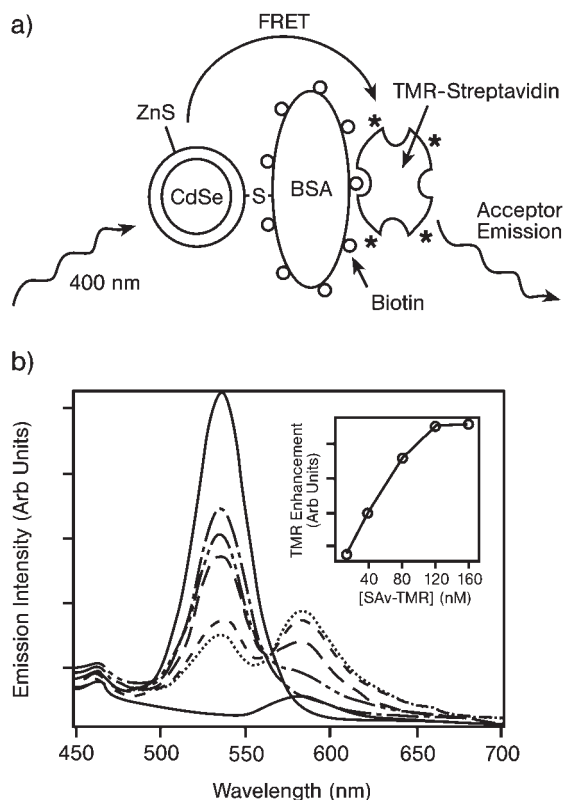 a)
FRET
TMR-Streptavidin
ZnS
* *
CdSe
-S-
BSA
Acceptor
Emission
* *
400 nm
Biotin
b)
Emission Intensity (Arb Units)
TMR Enhancement
(Arb Units)
40 80 120 160
[SAv-TMR] (nM)
450 500 550 600 650 700
Wavelength (nm)